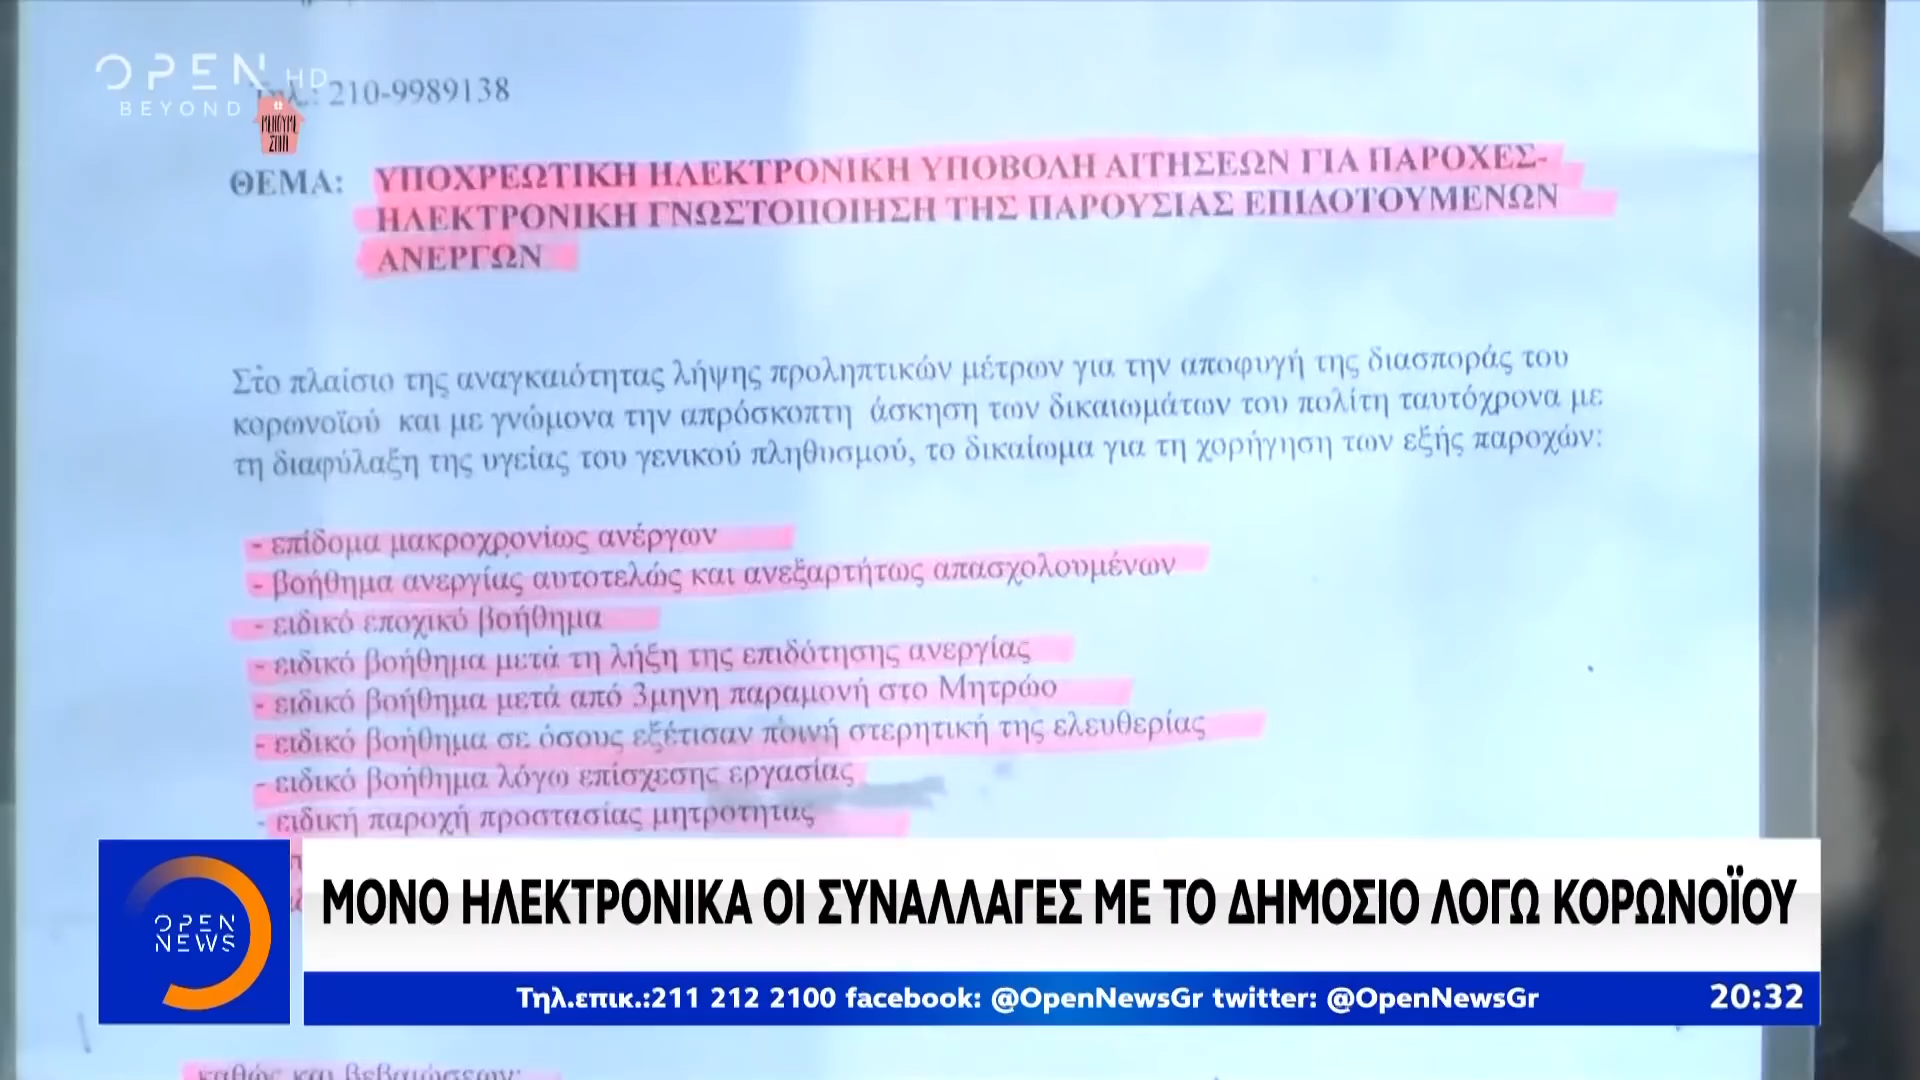 OPEN HD
BEYOND
ΜΕΝΟΥΜΕ
ΣΠΙΤΙ
Τηλ.: 210-9989138
ΘΕΜΑ: ΥΠΟΧΡΕΩΤΙΚΗ ΗΛΕΚΤΡΟΝΙΚΗ ΥΠΟΒΟΛΗ ΑΙΤΗΣΕΩΝ ΓΙΑ ΠΑΡΟΧΕΣ-
ΗΛΕΚΤΡΟΝΙΚΗ ΓΝΩΣΤΟΠΟΙΗΣΗ ΤΗΣ ΠΑΡΟΥΣΙΑΣ ΕΠΙΔΟΤΟΥΜΕΝΩΝ
ΑΝΕΡΓΩΝ
Στο πλαίσιο της αναγκαιότητας λήψης προληπτικών μέτρων για την αποφυγή της διασποράς του
κορωνοϊού και με γνώμονα την απρόσκοπτη άσκηση των δικαιωμάτων του πολίτη ταυτόχρονα με
τη διαφύλαξη της υγείας του γενικού πληθυσμού, το δικαίωμα για τη χορήγηση των εξής παροχών:
- επίδομα μακροχρονίως ανέργων
- βοήθημα ανεργίας αυτοτελώς και ανεξαρτήτως απασχολουμένων
- ειδικό εποχικό βοήθημα
- ειδικό βοήθημα μετά τη λήξη της επιδότησης ανεργίας
- ειδικό βοήθημα μετά από 3μηνη παραμονή στο Μητρώο
- ειδικό βοήθημα σε όσους εξέτισαν ποινή στερητική της ελευθερίας
- ειδικό βοήθημα λόγω επίσχεσης εργασίας
- ειδική παροχή προστασίας μητρότητας
OPEN
NEWS
ΜΟΝΟ ΗΛΕΚΤΡΟΝΙΚΑ ΟΙ ΣΥΝΑΛΛΑΓΕΣ ΜΕ ΤΟ ΔΗΜΟΣΙΟ ΛΟΓΩ ΚΟΡΩΝΟΪΟΥ
Τηλ.επικ.:211 212 2100 facebook: @OpenNewsGr twitter: @OpenNewsGr
20:32
καθώς και βεβαιώσεων: